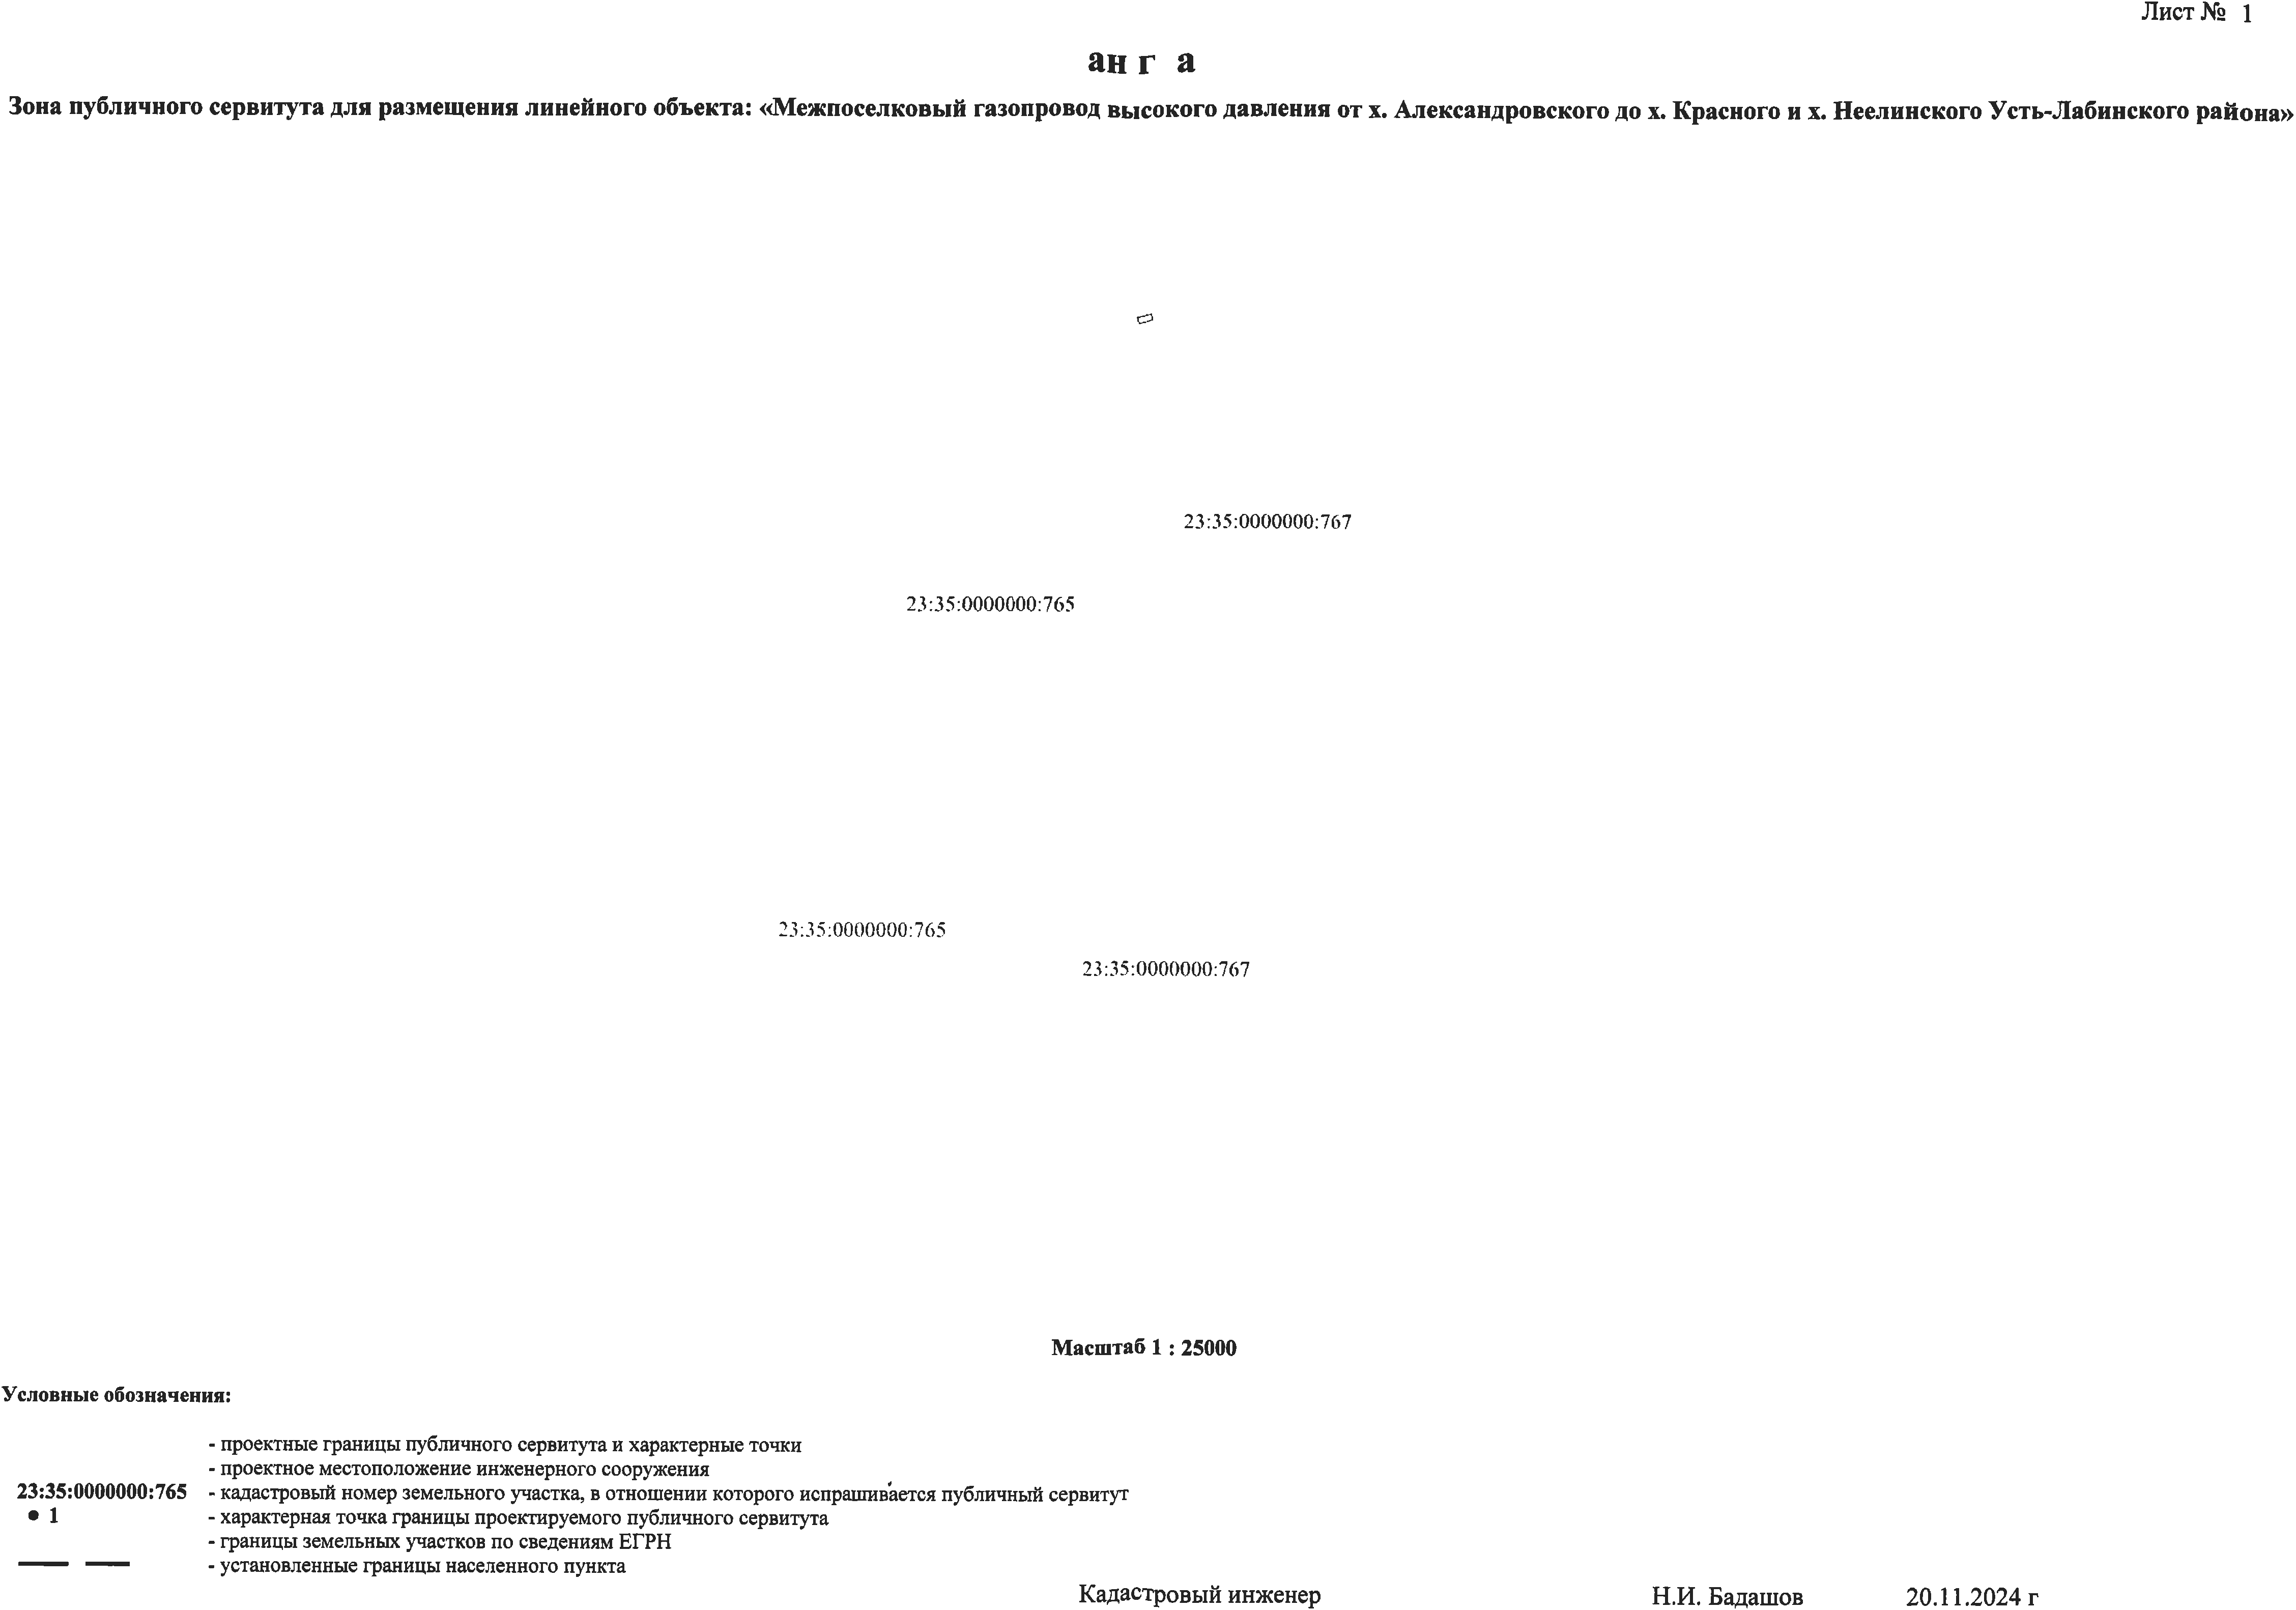 Лист № 1
ан г а
Зона публичного сервитута для размещения линейного объекта: «Межпоселковый газопровод высокого давления от х. Александровского до х. Красного и х. Неелинского Усть-Лабинского района»
23:35:0000000:767
23:35:0000000:765
23:35:0000000:765
23:35:0000000:767
Масштаб 1 : 25000
Условные обозначения:
- проектные границы публичного сервитута и характерные точки
- проектное местоположение инженерного сооружения
23:35:0000000:765 - кадастровый номер земельного участка, в отношении которого испрашивается публичный сервитут
• 1 - характерная точка границы проектируемого публичного сервитута
- границы земельных участков по сведениям ЕГРН
- установленные границы населенного пункта
Кадастровый инженер Н.И. Бадашов 20.11.2024 г